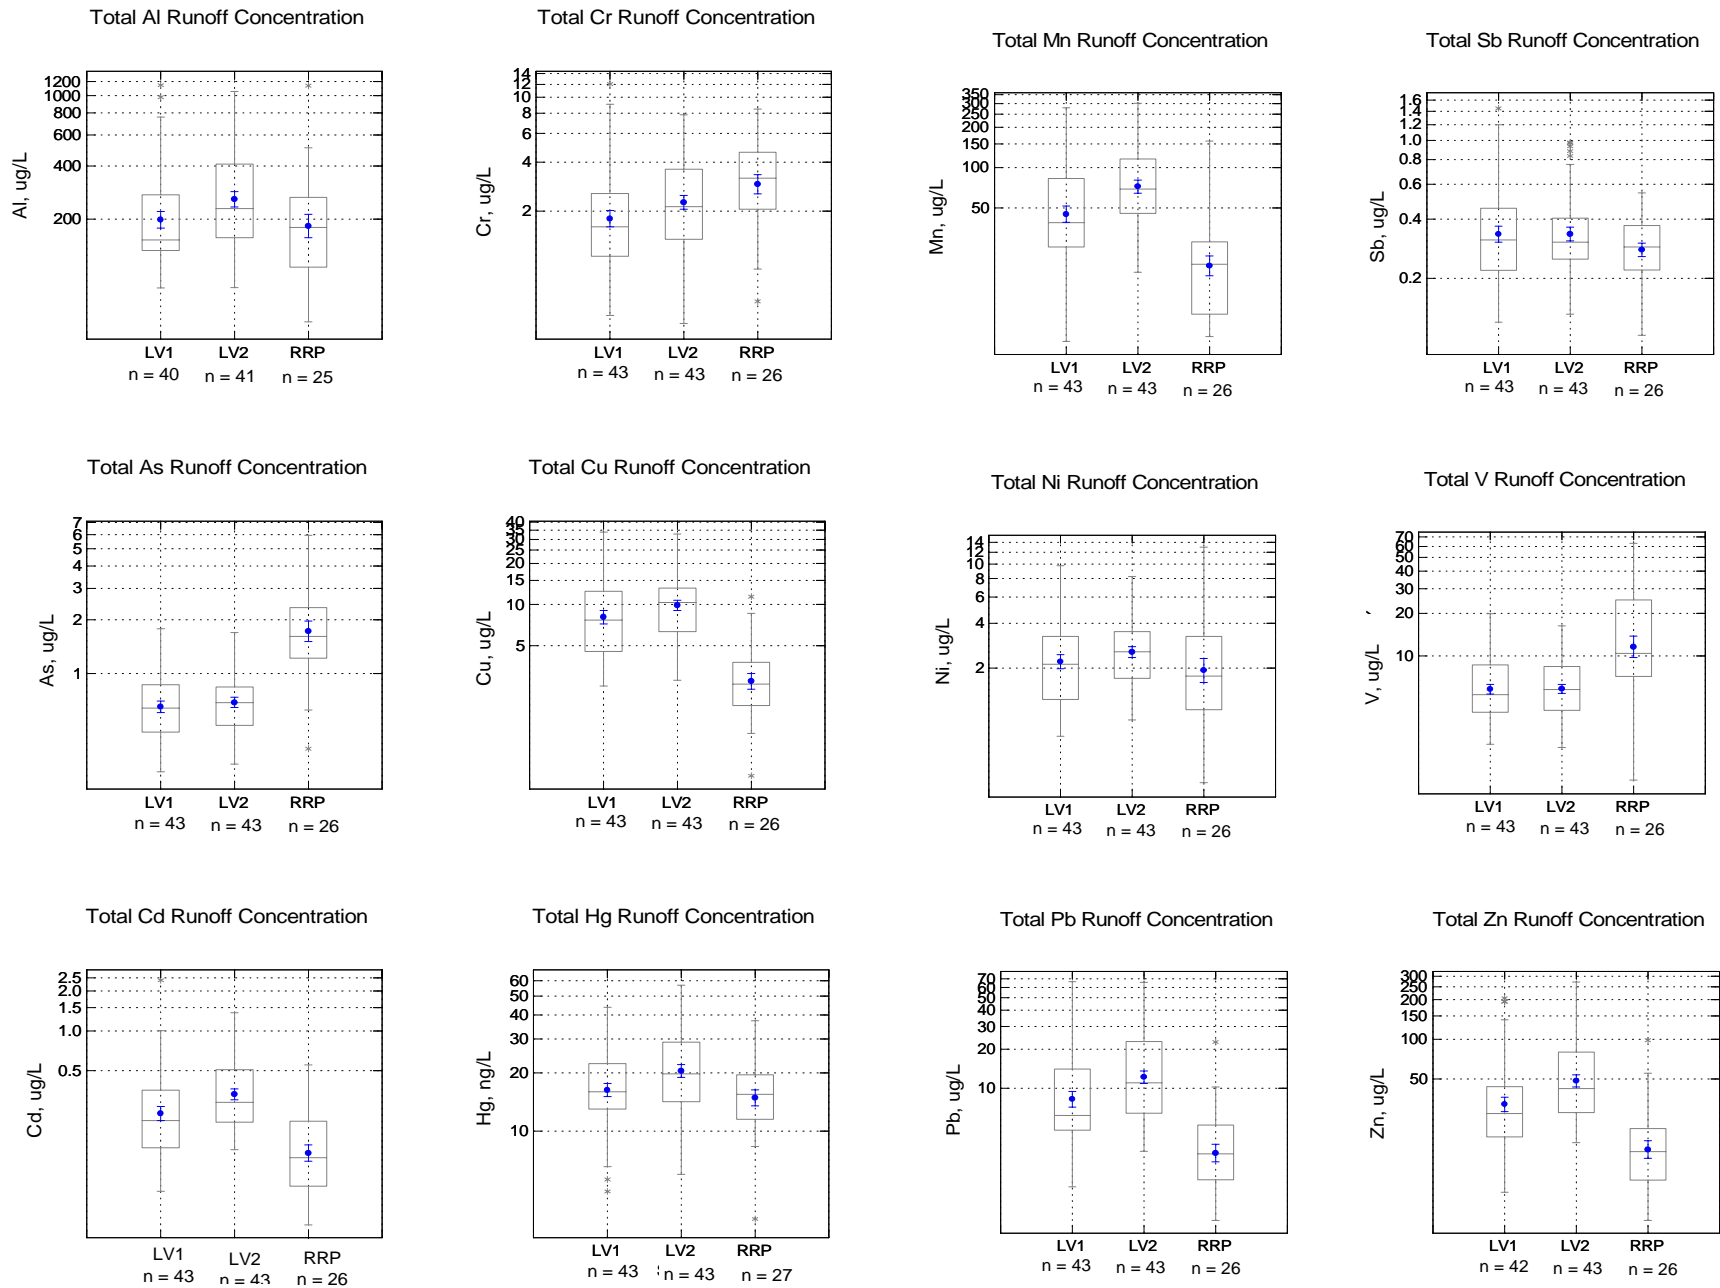 Total Al Runoff Concentration
Al, ug/L
1200
1000
800
600
400
200
LV1 LV2 RRP
n = 40 n = 41 n = 25
Total Cr Runoff Concentration
Cr, ug/L
14
12
10
8
6
4
2
LV1 LV2 RRP
n = 43 n = 43 n = 26
Total Mn Runoff Concentration
Mn, ug/L
350
300
250
200
150
100
50
LV1 LV2 RRP
n = 43 n = 43 n = 26
Total Sb Runoff Concentration
Sb, ug/L
1.6
1.4
1.2
1.0
0.8
0.6
0.4
0.2
LV1 LV2 RRP
n = 43 n = 43 n = 26
Total As Runoff Concentration
As, ug/L
7
6
5
4
3
2
1
LV1 LV2 RRP
n = 43 n = 43 n = 26
Total Cu Runoff Concentration
Cu, ug/L
40
35
30
25
20
15
10
5
LV1 LV2 RRP
n = 43 n = 43 n = 26
Total Ni Runoff Concentration
Ni, ug/L
14
12
10
8
6
4
2
LV1 LV2 RRP
n = 43 n = 43 n = 26
Total V Runoff Concentration
V, ug/L
70
60
50
40
30
20
10
LV1 LV2 RRP
n = 43 n = 43 n = 26
Total Cd Runoff Concentration
Cd, ug/L
2.5
2.0
1.5
1.0
0.5
LV1 LV2 RRP
n = 43 n = 43 n = 26
Total Hg Runoff Concentration
Hg, ng/L
60
50
40
30
20
10
LV1 LV2 RRP
n = 43 n = 43 n = 27
Total Pb Runoff Concentration
Pb, ug/L
70
60
50
40
30
20
10
LV1 LV2 RRP
n = 43 n = 43 n = 26
Total Zn Runoff Concentration
Zn, ug/L
300
250
200
150
100
50
LV1 LV2 RRP
n = 42 n = 43 n = 26